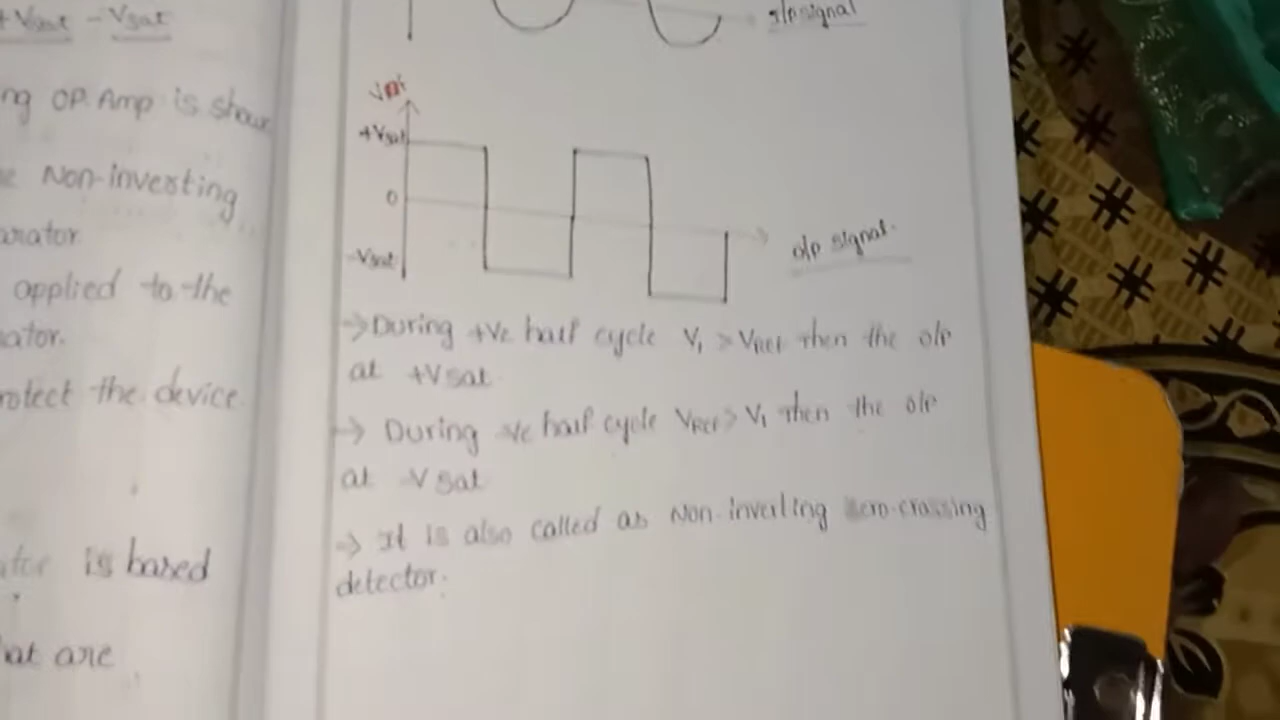 +Vsat -Vsat
ng OP. Amp is show
e Non-inverting
arator
applied to the
ator.
rotect the device.
ator is based
hat are
i/p signal
+Vsat
0
-Vsat
o/p signal.
→ During +ve half cycle V1 > VREF then the o/p
at +Vsat
→ During -ve half cycle VREF > V1 then the o/p
at -Vsat
→ It is also called as Non-inverting zero-crossing
detector.